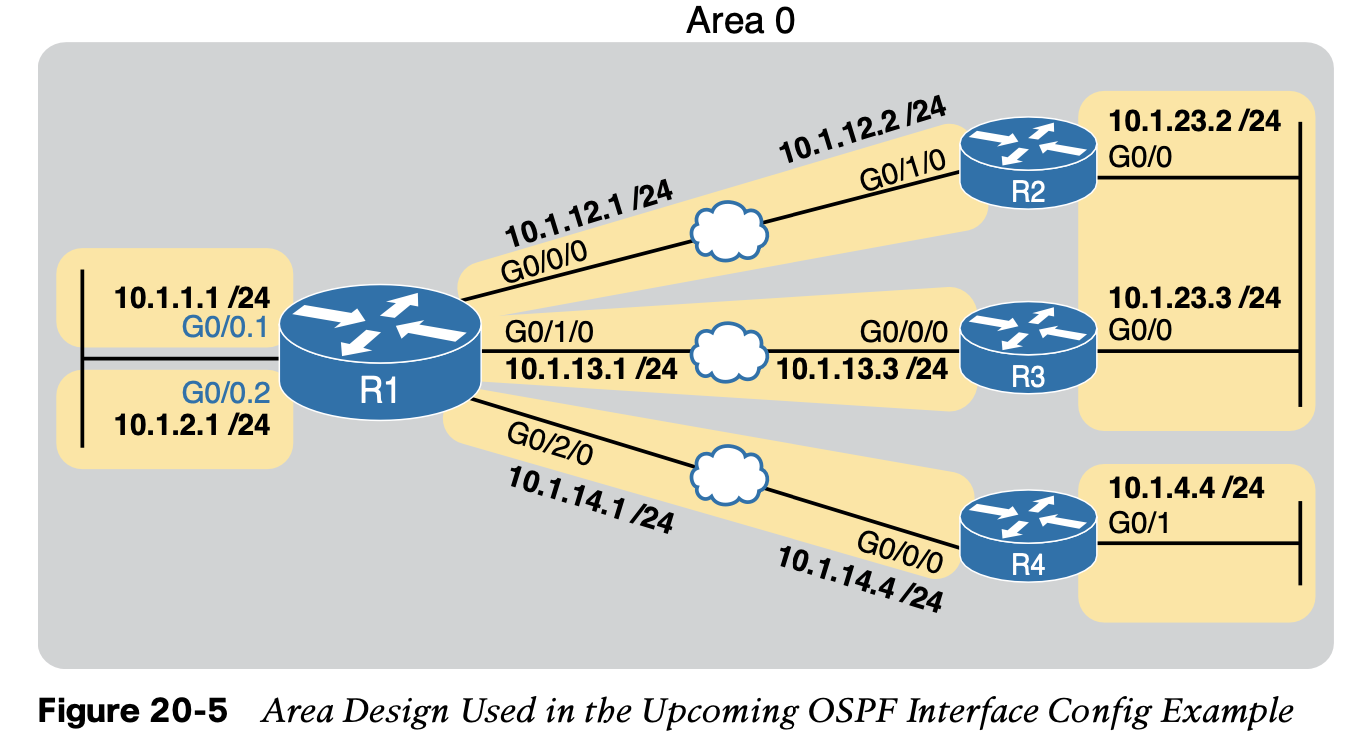 Area 0
10.1.12.2 /24
G0/1/0
R2
10.1.23.2 /24
G0/0
10.1.12.1 /24
G0/0/0
10.1.1.1 /24
G0/0.1
G0/0.2
10.1.2.1 /24
R1
G0/1/0
10.1.13.1 /24
G0/0/0
10.1.13.3 /24
R3
10.1.23.3 /24
G0/0
G0/2/0
10.1.14.1 /24
G0/0/0
10.1.14.4 /24
R4
10.1.4.4 /24
G0/1
Figure 20-5 Area Design Used in the Upcoming OSPF Interface Config Example